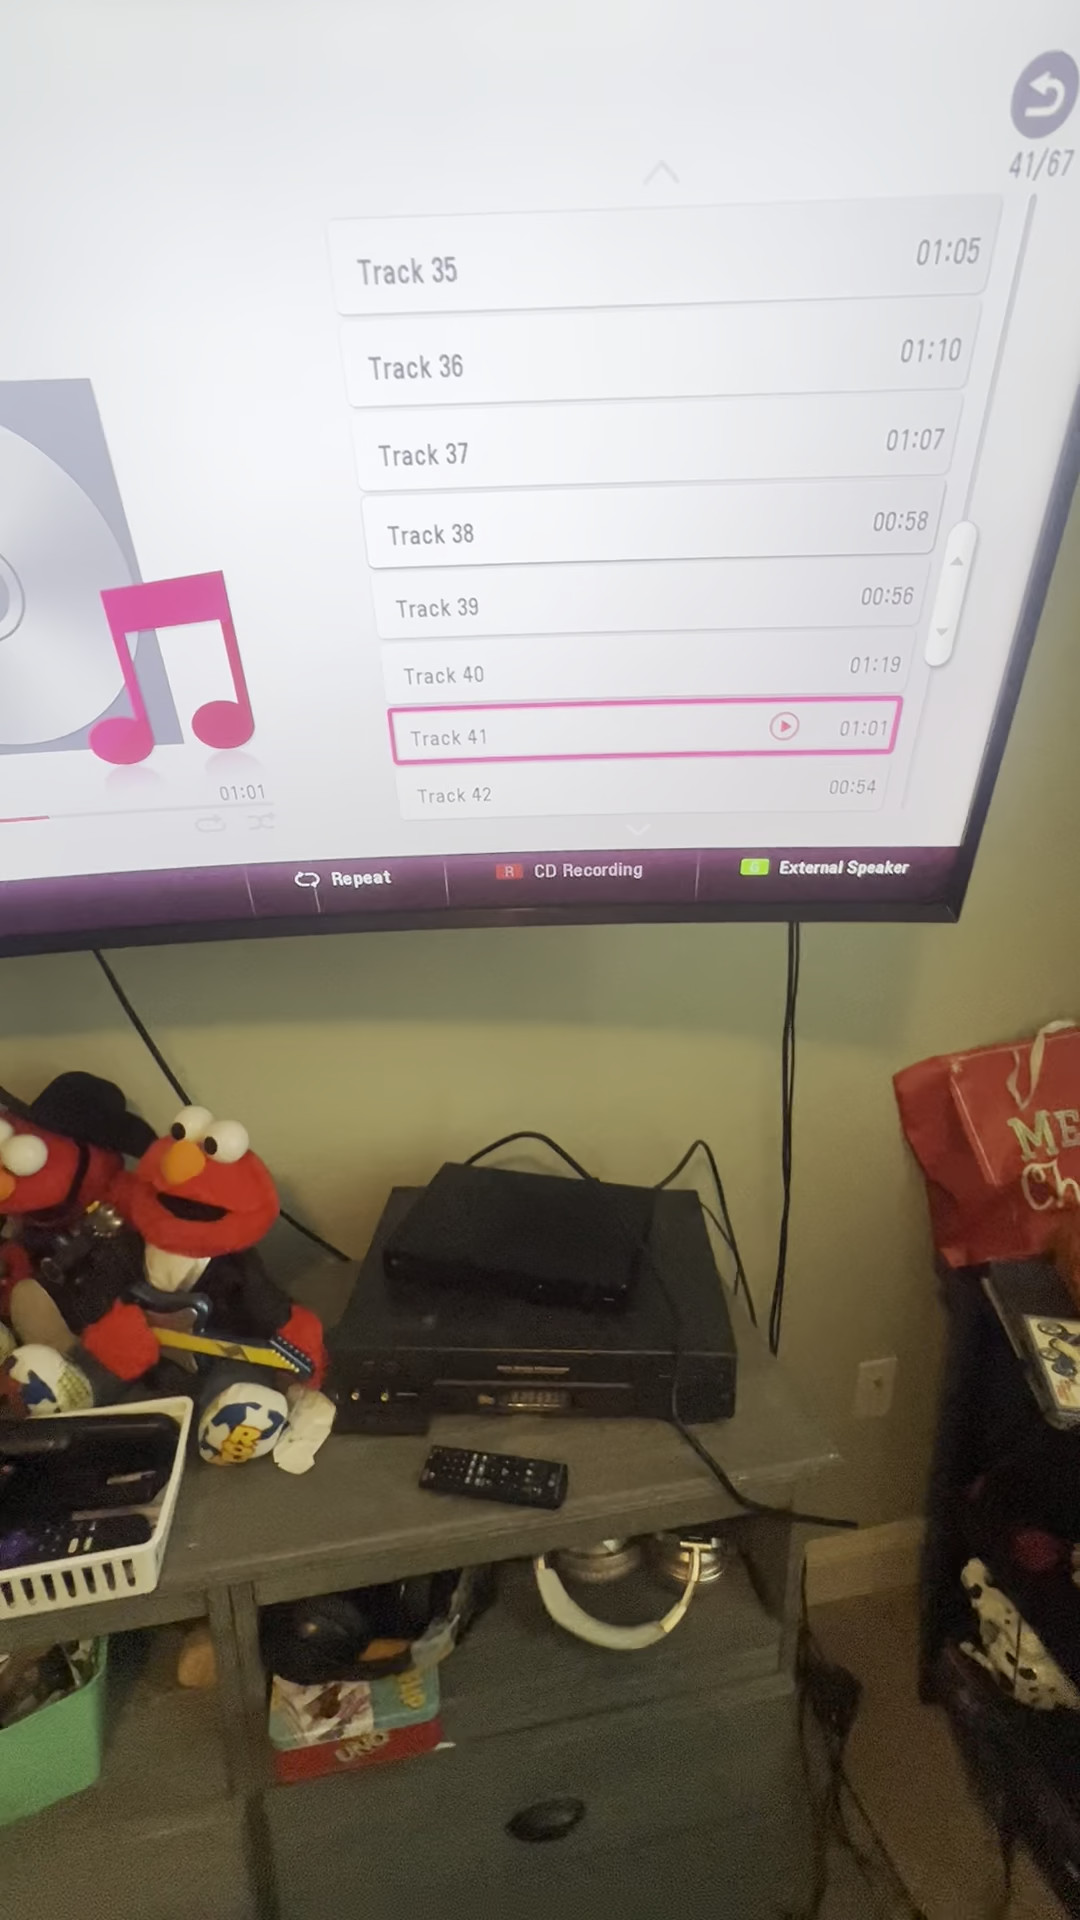 41/67
Track 35 01:05
Track 36 01:10
Track 37 01:07
Track 38 00:58
Track 39 00:56
Track 40 01:19
Track 41 01:01
Track 42 00:54
01:01
Repeat
R CD Recording
G External Speaker
ME
Ch
UNO